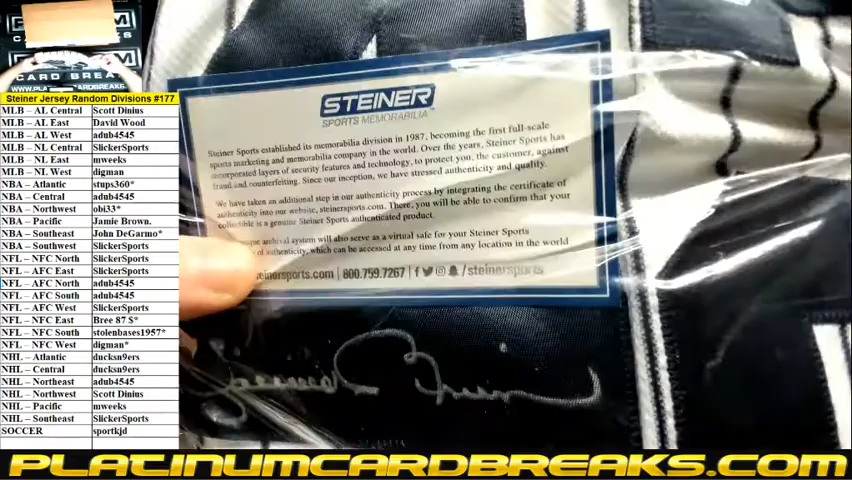 CARD BREAKS
Steiner Jersey Random Divisions #177
MLB – AL Central Scott Dinius
MLB – AL East David Wood
MLB – AL West adub4545
MLB – NL Central SlickerSports
MLB – NL East mweeks
MLB – NL West digman
NBA – Atlantic stups360*
NBA – Central adub4545
NBA – Northwest obi33*
NBA – Pacific Jamie Brown.
NBA – Southeast John DeGarmo*
NBA – Southwest SlickerSports
NFL – NFC North SlickerSports
NFL – AFC East SlickerSports
NFL – AFC North adub4545
NFL – AFC South adub4545
NFL – AFC West SlickerSports
NFL – NFC East Bree 87 $*
NFL – NFC South stolenbases1957*
NFL – NFC West digman*
NHL – Atlantic ducksn9ers
NHL – Central ducksn9ers
NHL – Northeast adub4545
NHL – Northwest Scott Dinius
NHL – Pacific mweeks
NHL – Southeast SlickerSports
SOCCER sportkjd
STEINER
SPORTS MEMORABILIA
Steiner Sports established its memorabilia division in 1987, becoming the first full-scale
sports marketing and memorabilia company in the world. Over the years, Steiner Sports has
incorporated layers of security features and technology, to protect you, the customer, against
fraud and counterfeiting. Since our inception, we have stressed authenticity and quality.
We have taken an additional step in our authenticity process by integrating the certificate of
authenticity into our website, steinersports.com. There, you will be able to confirm that your
collectible is a genuine Steiner Sports authenticated product.
archival system will also serve as a virtual safe for your Steiner Sports
of authenticity, which can be accessed at any time from any location in the world
steinersports.com | 800.759.7267 | /steinersports
PLATINUMCARDBREAKS.COM